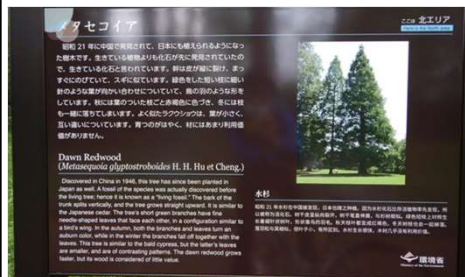 メタセコイア
ここは 北エリア
Here is the North area
昭和 21 年に中国で発見されて、日本にも植えられるようになっ
た樹木です。生きている植物よりも化石が先に発見されていたの
で、生きている化石と言われています。幹は皮が縦に裂け、まっ
すぐにのびていて、スギに似ています。緑色をした短い枝に細い
針のような葉が向かい合わせについていて、鳥の羽のような形を
しています。秋には葉のついた枝ごと赤褐色に色づき、冬には枝
も一緒に落ちてしまいます。よく似たラクウショウは、葉が小さく、
互い違いについています。育つのがはやく、材にはあまり利用価
値がありません。
Dawn Redwood
(Metasequoia glyptostroboides H. H. Hu et Cheng.)
Discovered in China in 1946, this tree has since been planted in
Japan as well. A fossil of the species was actually discovered before
the living tree; hence it is known as a "living fossil." The bark of the
trunk splits vertically, and the tree grows straight upward. It is similar to
the Japanese cedar. The tree's short green branches have fine
needle-shaped leaves that face each other, in a configuration similar to
a bird's wing. In the autumn, both the branches and leaves turn an
auburn color, while in the winter the branches fall off together with the
leaves. This tree is similar to the bald cypress, but the latter's leaves
are smaller, and are of contrasting patterns. The dawn redwood grows
faster, but its wood is considered of little value.
水杉
环境省